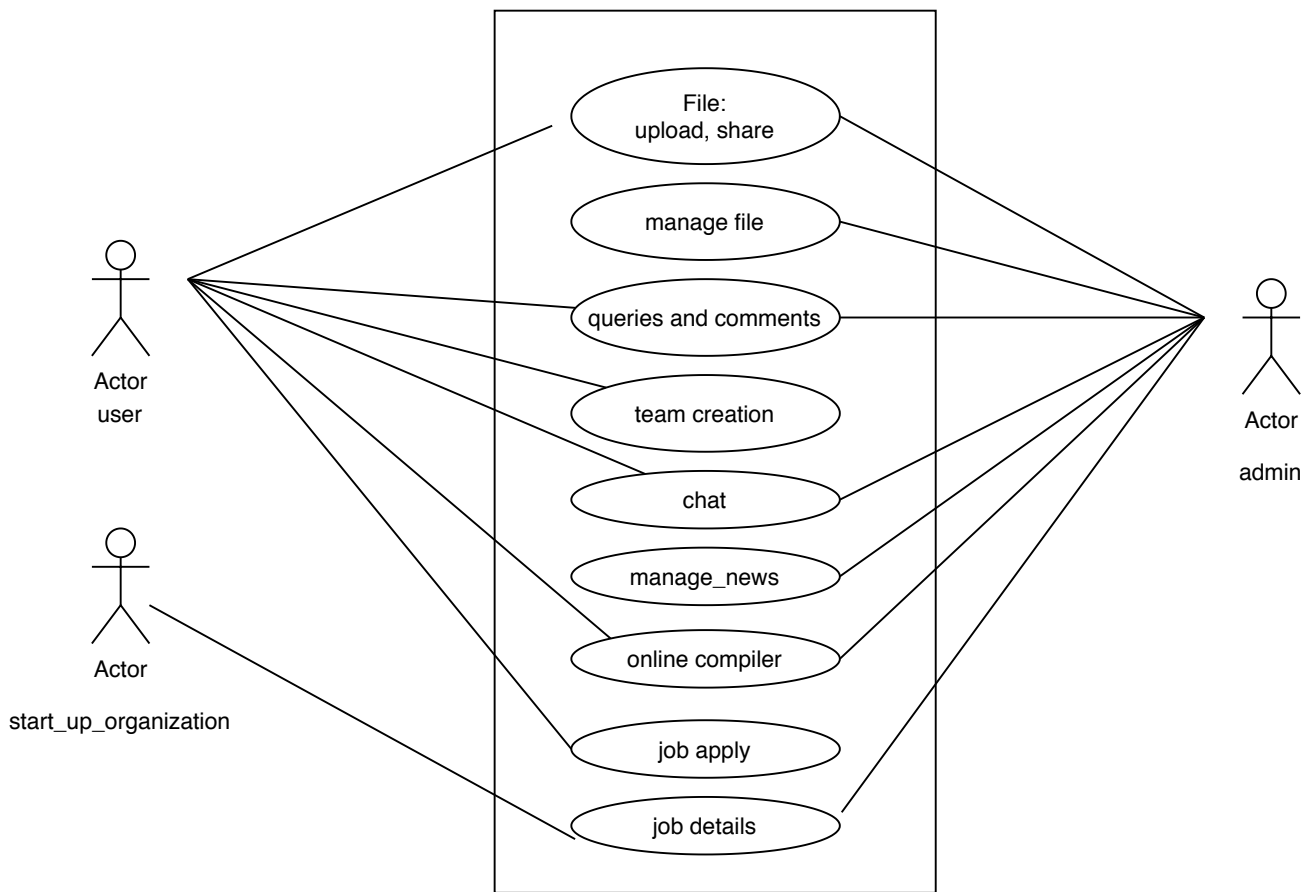 File:
upload, share
manage file
queries and comments
Actor
user
team creation
Actor
admin
chat
manage_news
online compiler
Actor
start_up_organization
job apply
job details